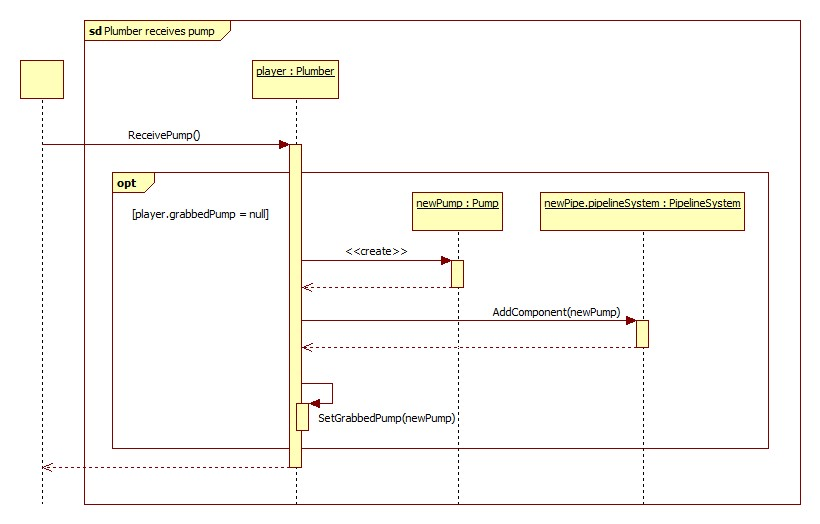 sd Plumber receives pump
player : Plumber
ReceivePump()
opt
[player.grabbedPump = null]
newPump : Pump
newPipe.pipelineSystem : PipelineSystem
<<create>>
AddComponent(newPump)
SetGrabbedPump(newPump)